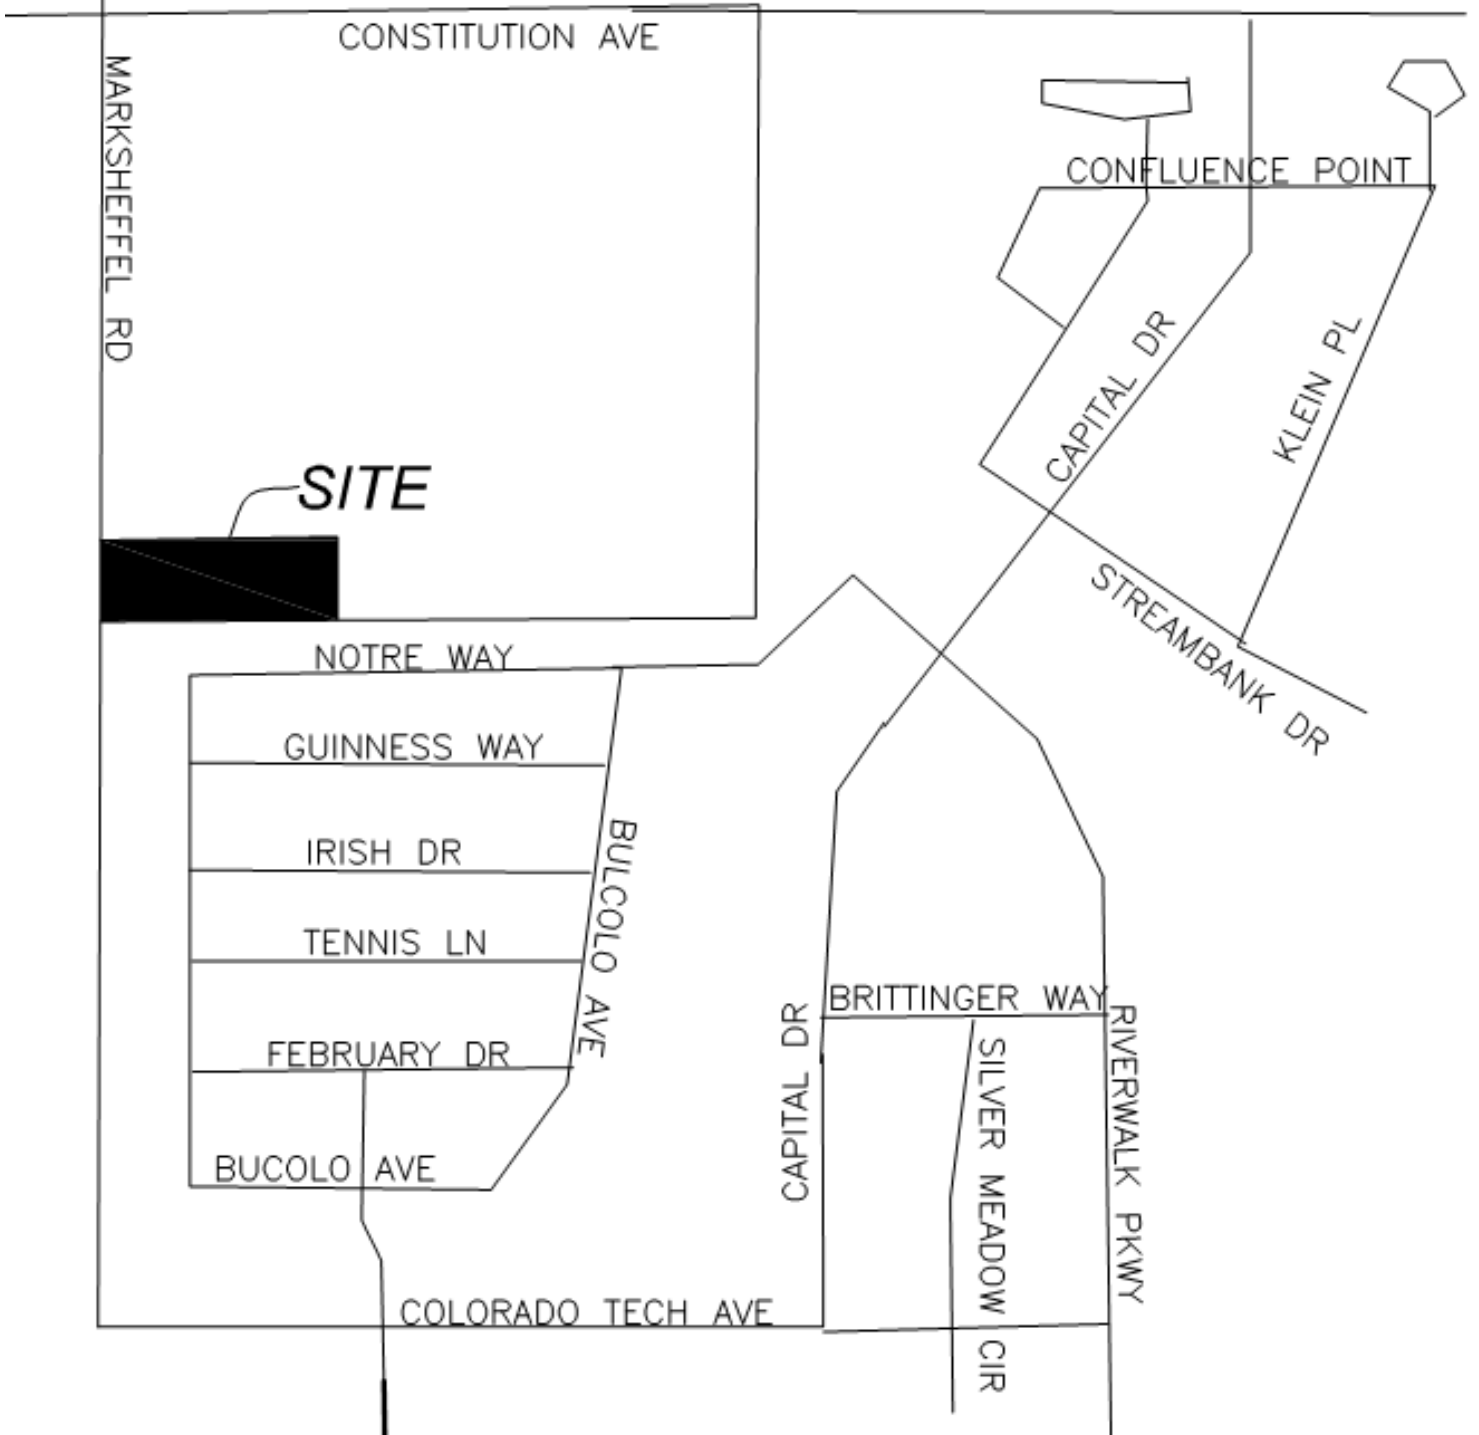 CONSTITUTION AVE
MARKSHEFFEL RD
CONFLUENCE POINT
CAPITAL DR
KLEIN PL
SITE
STREAMBANK DR
NOTRE WAY
GUINNESS WAY
IRISH DR
BULCOLO AVE
TENNIS LN
FEBRUARY DR
BUCOLO AVE
BRITTINGER WAY
CAPITAL DR
SILVER MEADOW CIR
RIVERWALK PKWY
COLORADO TECH AVE